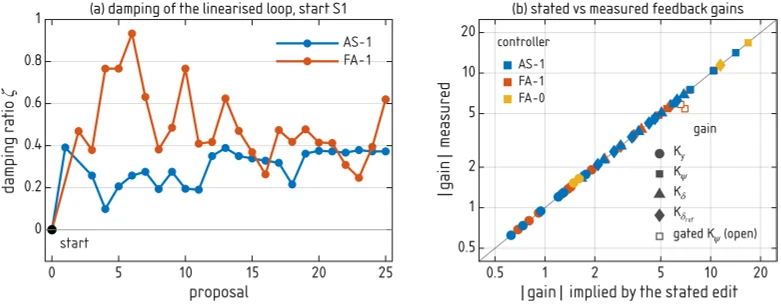 (a) damping of the linearised loop, start S1
damping ratio ζ
1
0.8
0.6
0.4
0.2
0
AS-1
FA-1
start
0 5 10 15 20 25
proposal
(b) stated vs measured feedback gains
|gain| measured
20
10
5
2
1
0.5
controller
AS-1
FA-1
FA-0
gain
K_y
K_ψ
K_δ
K_δ_ref
gated K_ψ (open)
0.5 1 2 5 10 20
|gain| implied by the stated edit